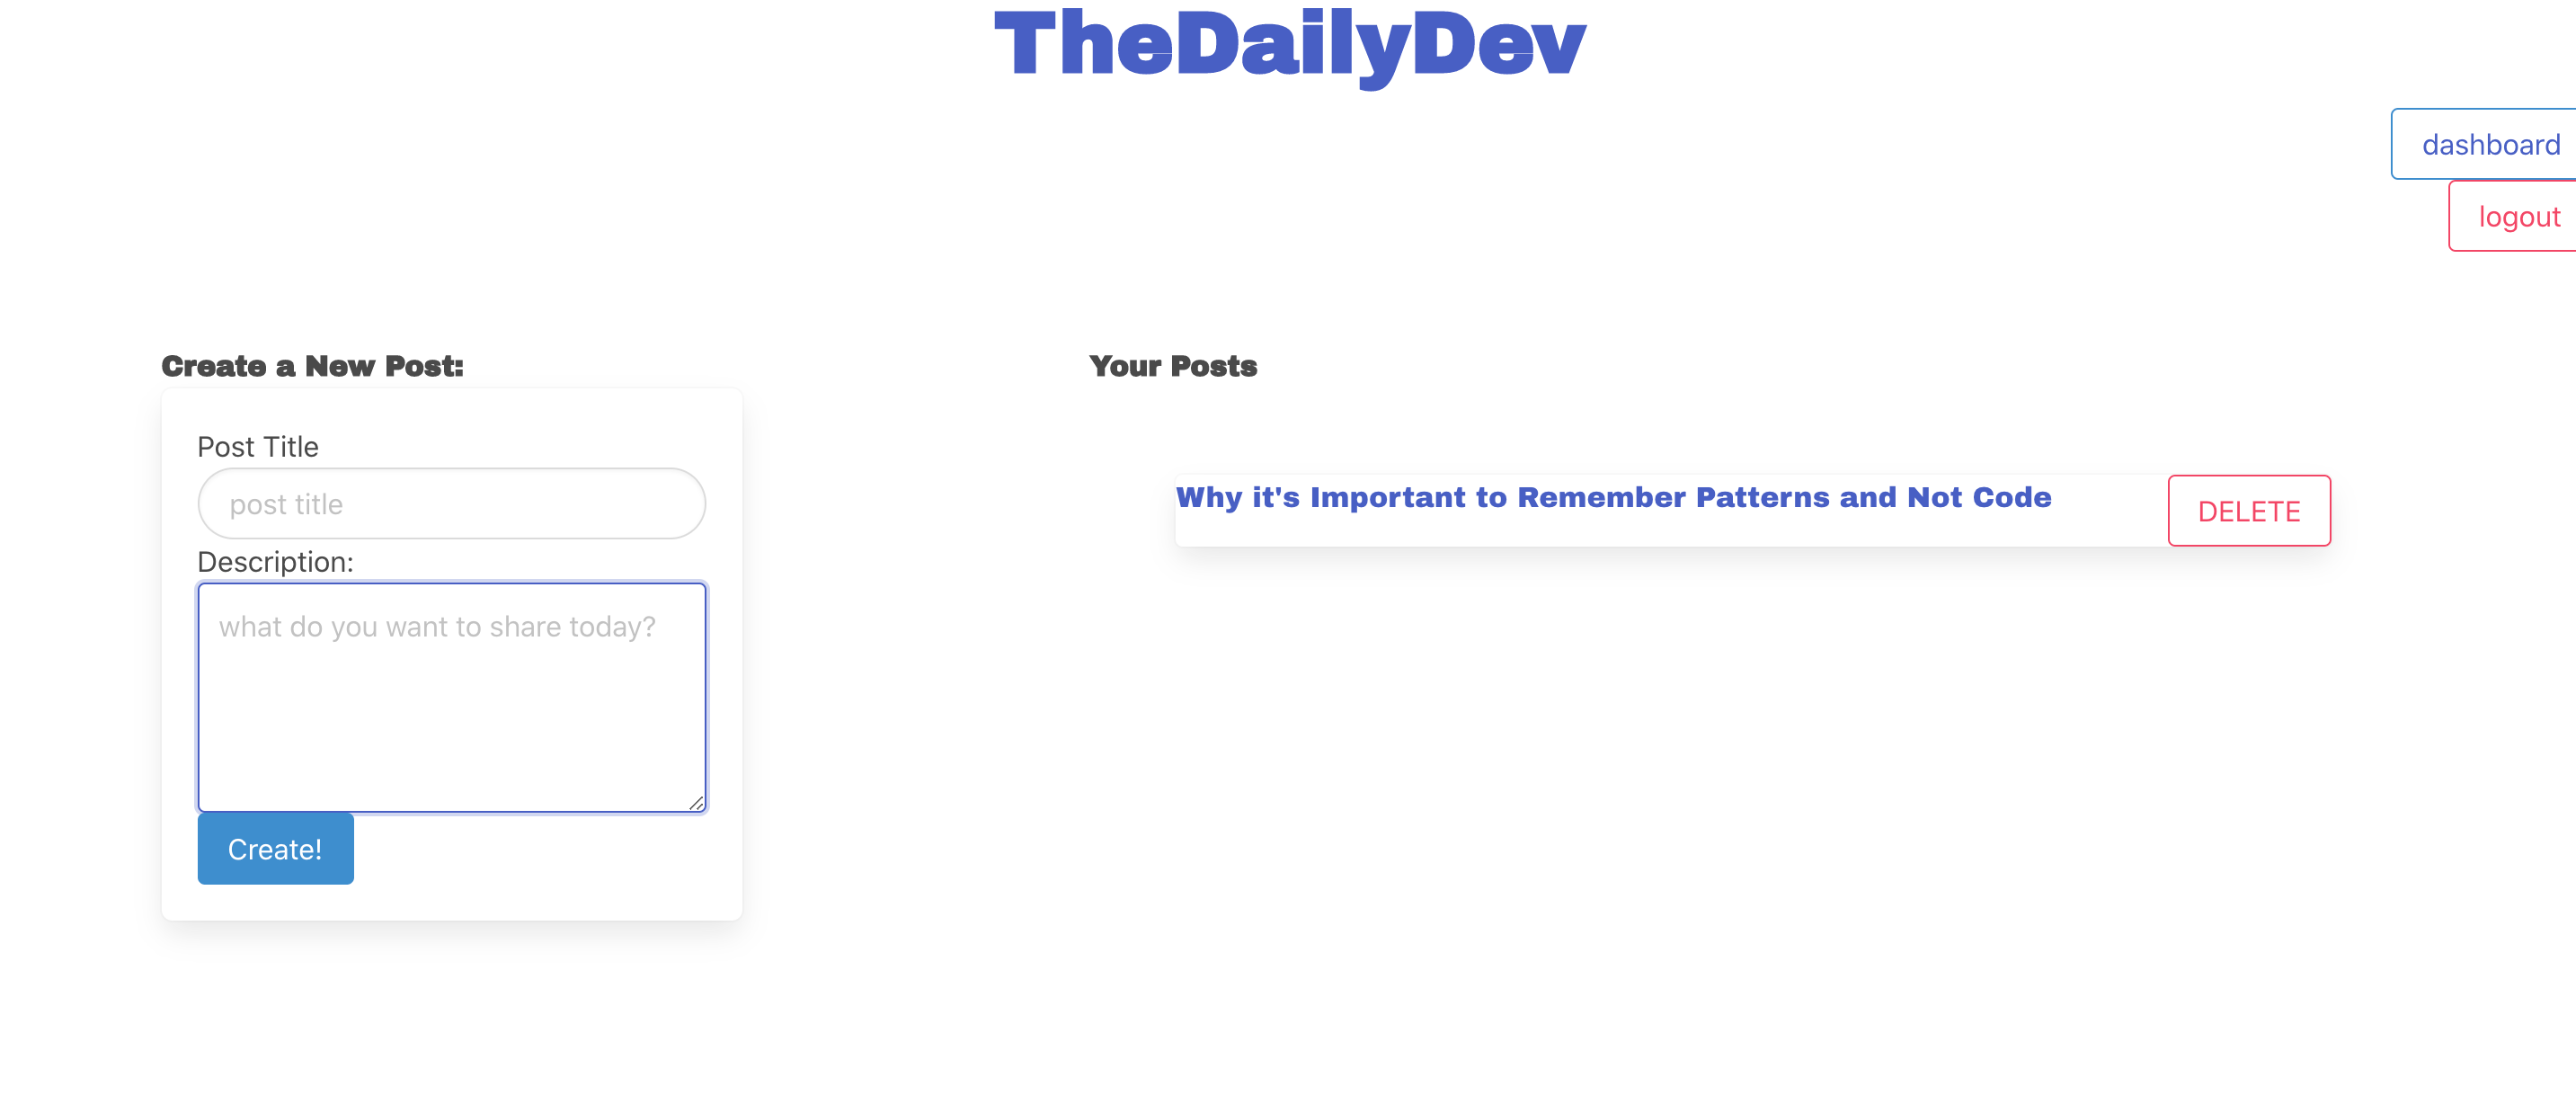 TheDailyDev
dashboard
logout
Create a New Post:
Post Title
post title
Description:
what do you want to share today?
Create!
Your Posts
Why it's Important to Remember Patterns and Not Code
DELETE